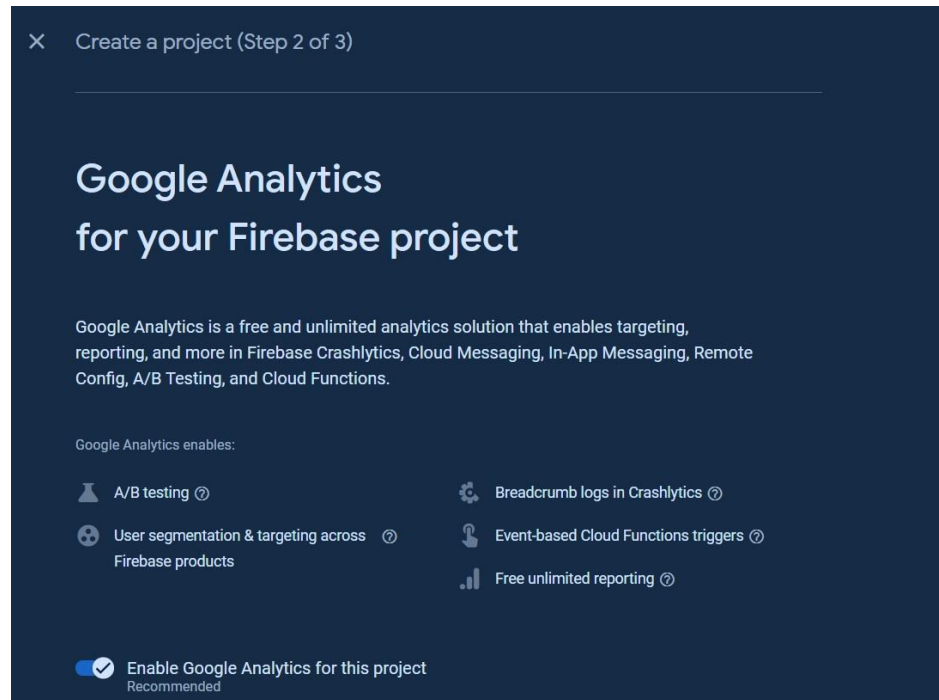 Create a project (Step 2 of 3)
Google Analytics
for your Firebase project
Google Analytics is a free and unlimited analytics solution that enables targeting,
reporting, and more in Firebase Crashlytics, Cloud Messaging, In-App Messaging, Remote
Config, A/B Testing, and Cloud Functions.
Google Analytics enables:
A/B testing
User segmentation & targeting across
Firebase products
Breadcrumb logs in Crashlytics
Event-based Cloud Functions triggers
Free unlimited reporting
Enable Google Analytics for this project
Recommended